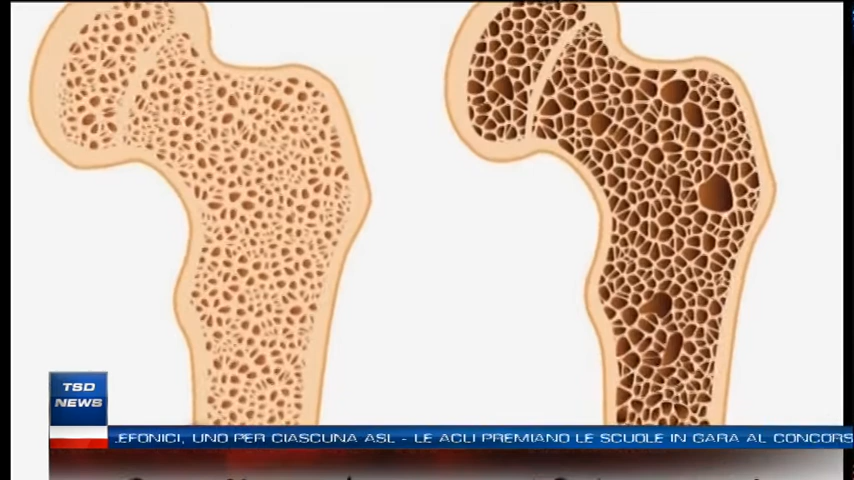 TSD
NEWS
EFONICI, UNO PER CIASCUNA ASL - LE ACLI PREMIANO LE SCUOLE IN GARA AL CONCORS